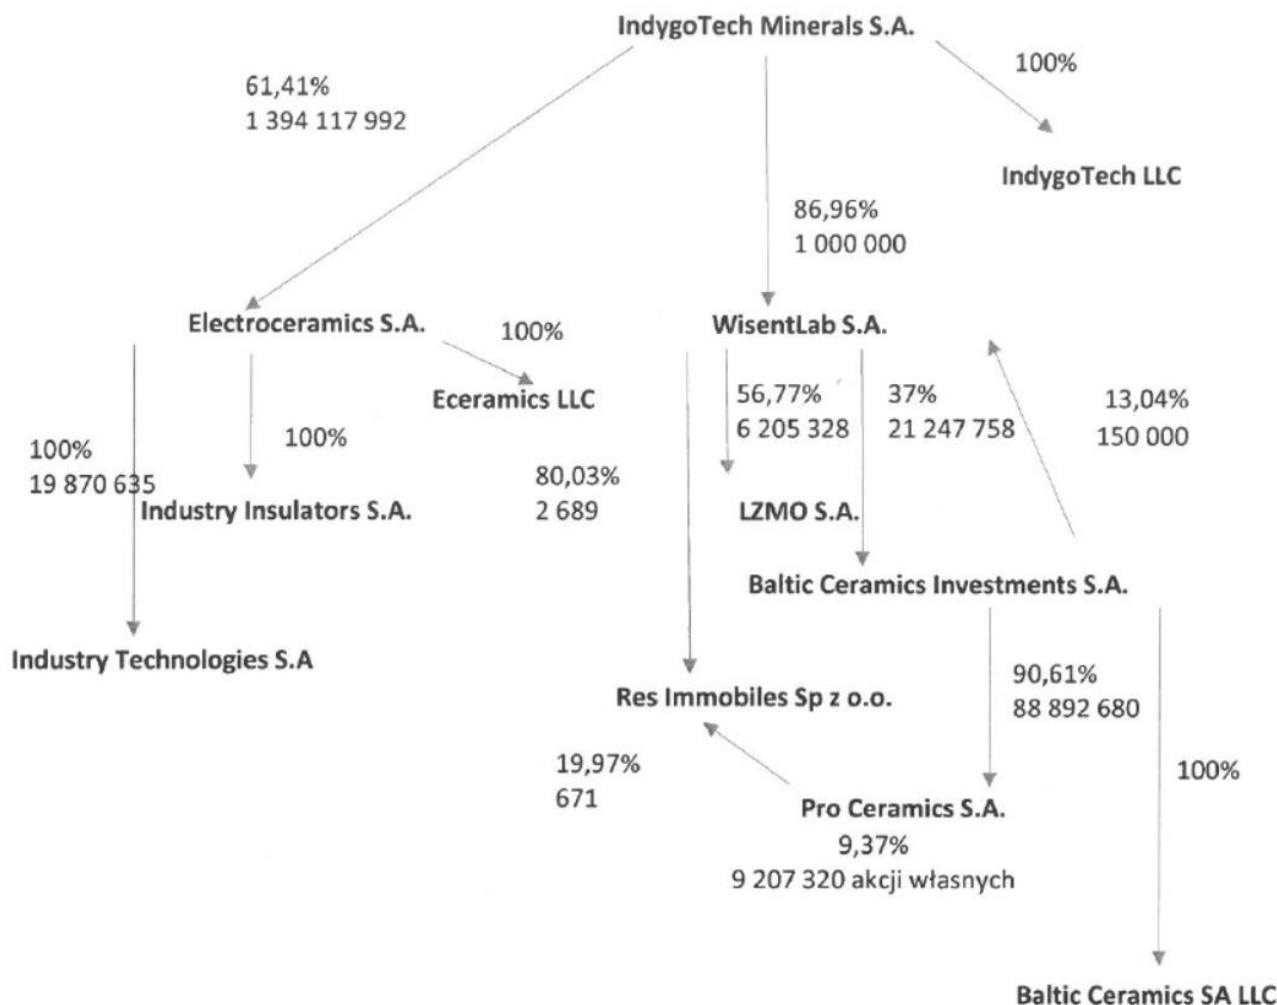 IndygoTech Minerals S.A.
61,41%
1 394 117 992
100%
IndygoTech LLC
86,96%
1 000 000
Electroceramics S.A.
100%
WisentLab S.A.
Eceramics LLC
56,77%
6 205 328
37%
21 247 758
13,04%
150 000
100%
19 870 635
100%
80,03%
2 689
Industry Insulators S.A.
LZMO S.A.
Baltic Ceramics Investments S.A.
Industry Technologies S.A
Res Immobiles Sp z o.o.
90,61%
88 892 680
19,97%
671
100%
Pro Ceramics S.A.
9,37%
9 207 320 akcji własnych
Baltic Ceramics SA LLC